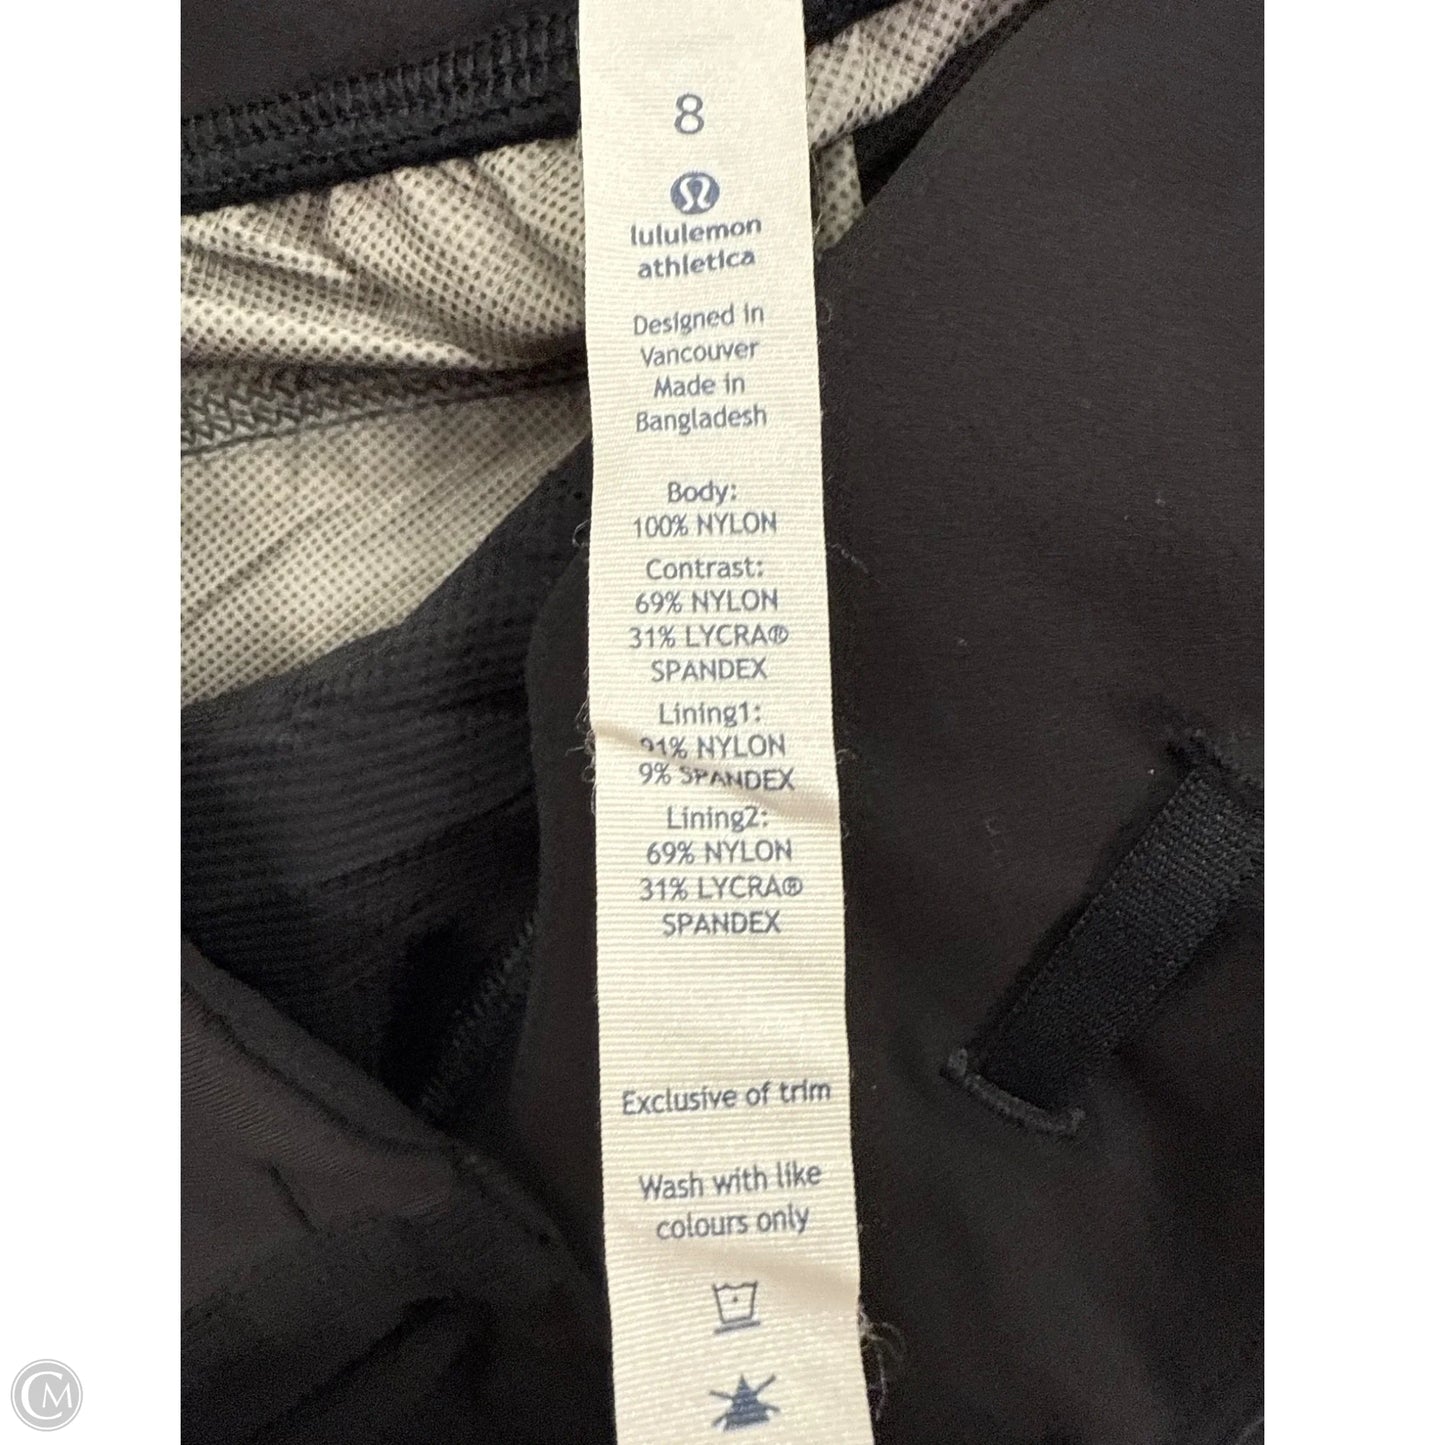 8
lululemon
athletica
Designed in
Vancouver
Made in
Bangladesh
Body:
100% NYLON
Contrast:
69% NYLON
31% LYCRA®
SPANDEX
Lining1:
91% NYLON
9% SPANDEX
Lining2:
69% NYLON
31% LYCRA®
SPANDEX
Exclusive of trim
Wash with like
colours only
CM